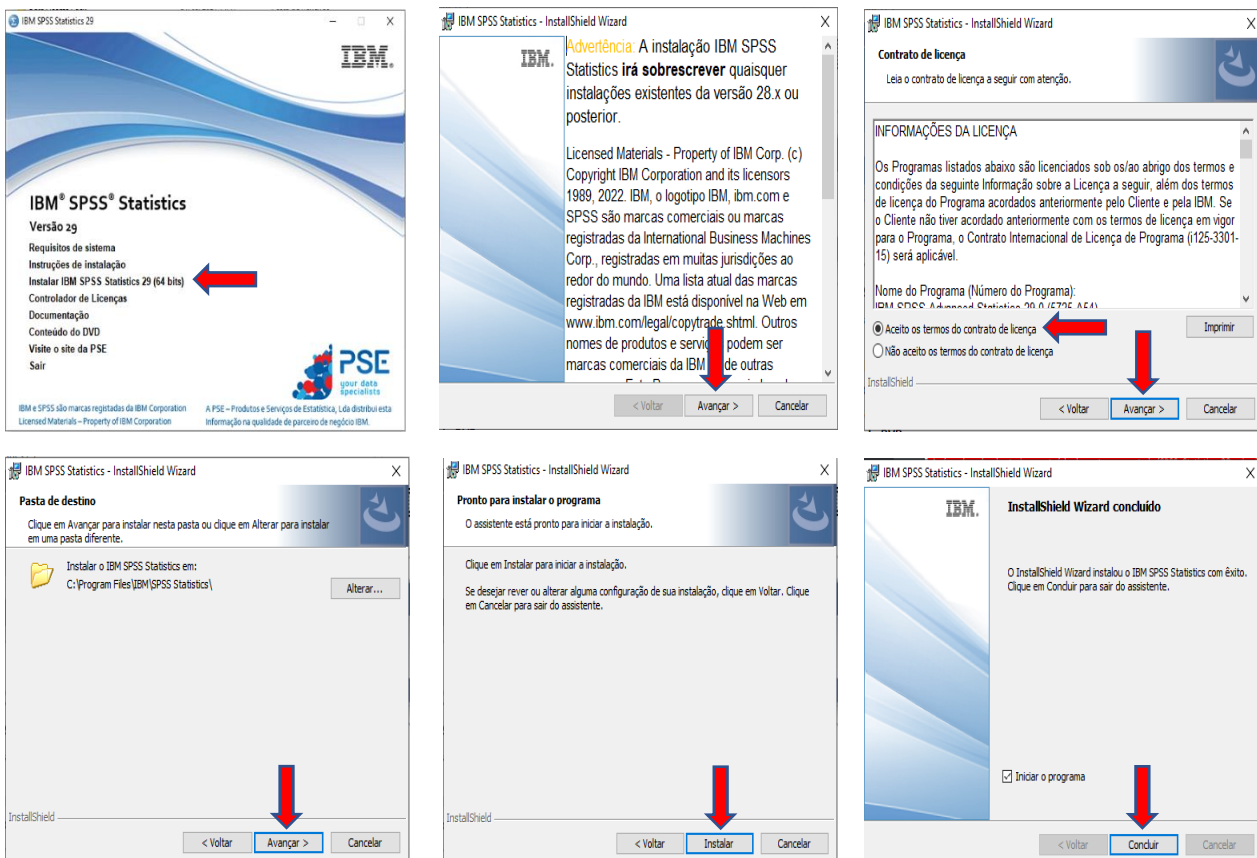 IBM SPSS Statistics 29
IBM.
IBM® SPSS® Statistics
Versão 29
Requisitos de sistema
Instruções de instalação
Instalar IBM SPSS Statistics 29 (64 bits)
Controlador de Licenças
Documentação
Conteúdo do DVD
Visite o site da PSE
Sair
PSE
your data
specialists
IBM e SPSS são marcas registadas da IBM Corporation
Licensed Materials – Property of IBM Corporation
A PSE – Produtos e Serviços de Estatística, Lda distribui esta
Informação na qualidade de parceiro de negócio IBM.
IBM SPSS Statistics - InstallShield Wizard
IBM.
Advertência: A instalação IBM SPSS
Statistics irá sobrescrever quaisquer
instalações existentes da versão 28.x ou
posterior.
Licensed Materials - Property of IBM Corp. (c)
Copyright IBM Corporation and its licensors
1989, 2022. IBM, o logotipo IBM, ibm.com e
SPSS são marcas comerciais ou marcas
registradas da International Business Machines
Corp., registradas em muitas jurisdições ao
redor do mundo. Uma lista atual das marcas
registradas da IBM está disponível na Web em
www.ibm.com/legal/copytrade.shtml. Outros
nomes de produtos e serviços podem ser
marcas comerciais da IBM de outras
< Voltar
Avançar >
Cancelar
IBM SPSS Statistics - InstallShield Wizard
Contrato de licença
Leia o contrato de licença a seguir com atenção.
INFORMAÇÕES DA LICENÇA
Os Programas listados abaixo são licenciados sob os/ao abrigo dos termos e
condições da seguinte Informação sobre a Licença a seguir, além dos termos
de licença do Programa acordados anteriormente pelo Cliente e pela IBM. Se
o Cliente não tiver acordado anteriormente com os termos de licença em vigor
para o Programa, o Contrato Internacional de Licença de Programa (i125-3301-
15) será aplicável.
Nome do Programa (Número do Programa):
IBM SPSS Advanced Statistics 29.0 (5725-A54)
Aceito os termos do contrato de licença
Imprimir
Não aceito os termos do contrato de licença
InstallShield
< Voltar
Avançar >
Cancelar
IBM SPSS Statistics - InstallShield Wizard
Pasta de destino
Clique em Avançar para instalar nesta pasta ou clique em Alterar para instalar
em uma pasta diferente.
Instalar o IBM SPSS Statistics em:
C:\Program Files\IBM\SPSS Statistics\
Alterar...
InstallShield
< Voltar
Avançar >
Cancelar
IBM SPSS Statistics - InstallShield Wizard
Pronto para instalar o programa
O assistente está pronto para iniciar a instalação.
Clique em Instalar para iniciar a instalação.
Se desejar rever ou alterar alguma configuração de sua instalação, clique em Voltar. Clique
em Cancelar para sair do assistente.
InstallShield
< Voltar
Instalar
Cancelar
IBM SPSS Statistics - InstallShield Wizard
IBM.
InstallShield Wizard concluído
O InstallShield Wizard instalou o IBM SPSS Statistics com êxito.
Clique em Concluir para sair do assistente.
Iniciar o programa
< Voltar
Concluir
Cancelar